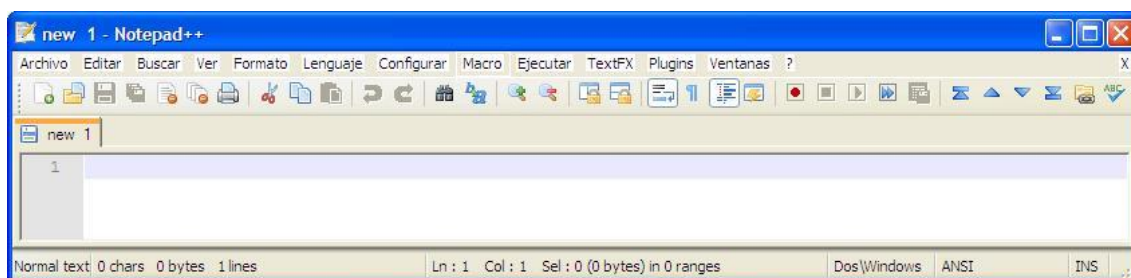 new 1 - Notepad++
Archivo Editar Buscar Ver Formato Lenguaje Configurar Macro Ejecutar TextFX Plugins Ventanas ? X
ABC
new 1
1
Normal text 0 chars 0 bytes 1 lines Ln : 1 Col : 1 Sel : 0 (0 bytes) in 0 ranges Dos\Windows ANSI INS